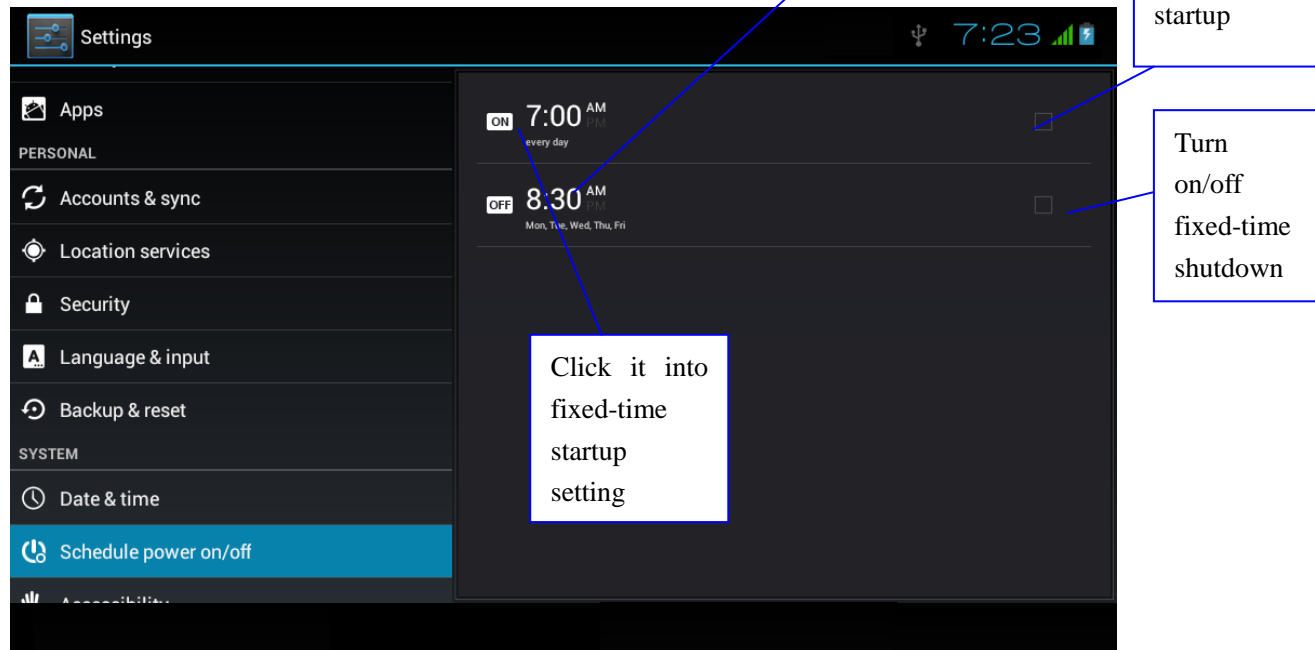 Settings
7:23
Apps
PERSONAL
Accounts & sync
Location services
Security
Language & input
Backup & reset
SYSTEM
Date & time
Schedule power on/off
Accessibility
ON 7:00 AM PM
every day
OFF 8:30 AM PM
Mon, Tue, Wed, Thu, Fri
startup
Turn
on/off
fixed-time
shutdown
Click it into
fixed-time
startup
setting